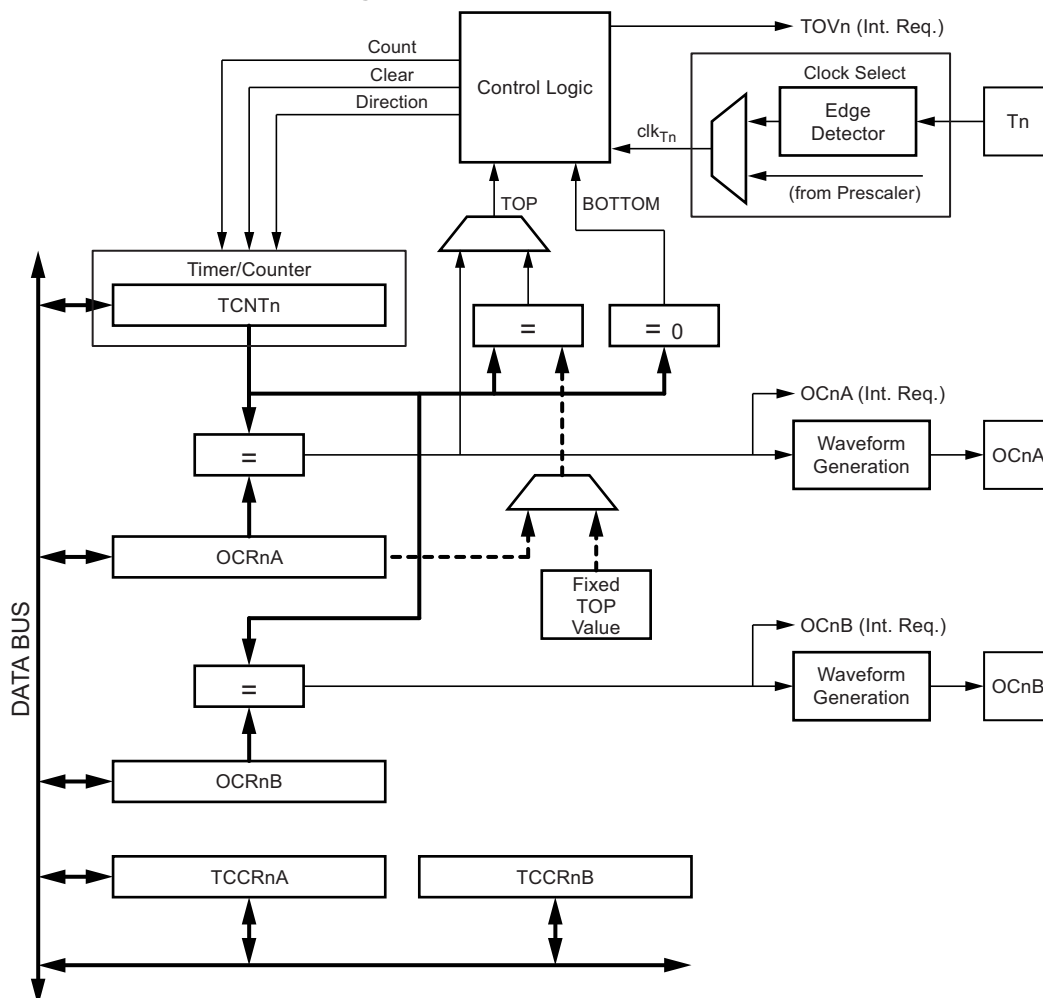 TOVn (Int. Req.)
Count
Clear
Direction
Control Logic
Clock Select
Edge
Detector
Tn
clkTn
(from Prescaler)
TOP
BOTTOM
Timer/Counter
TCNTn
=
= 0
OCnA (Int. Req.)
=
Waveform
Generation
OCnA
OCRnA
Fixed
TOP
Value
DATA BUS
OCnB (Int. Req.)
=
Waveform
Generation
OCnB
OCRnB
TCCRnA
TCCRnB